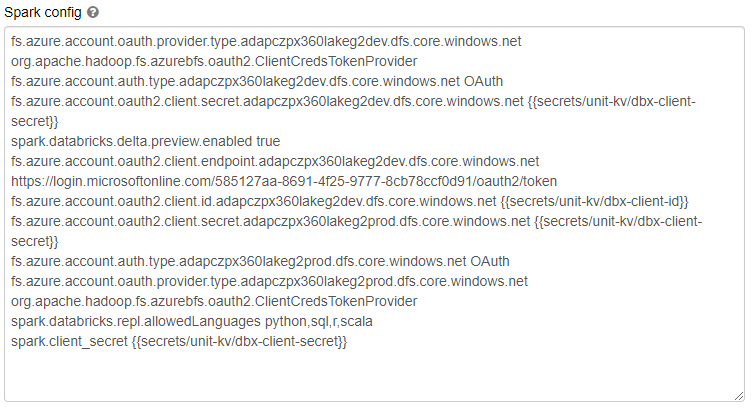 Spark config
fs.azure.account.oauth.provider.type.adapczpx360lakeg2dev.dfs.core.windows.net
org.apache.hadoop.fs.azurebfs.oauth2.ClientCredsTokenProvider
fs.azure.account.auth.type.adapczpx360lakeg2dev.dfs.core.windows.net OAuth
fs.azure.account.oauth2.client.secret.adapczpx360lakeg2dev.dfs.core.windows.net {{secrets/unit-kv/dbx-client-
secret}}
spark.databricks.delta.preview.enabled true
fs.azure.account.oauth2.client.endpoint.adapczpx360lakeg2dev.dfs.core.windows.net
https://login.microsoftonline.com/585127aa-8691-4f25-9777-8cb78ccf0d91/oauth2/token
fs.azure.account.oauth2.client.id.adapczpx360lakeg2dev.dfs.core.windows.net {{secrets/unit-kv/dbx-client-id}}
fs.azure.account.oauth2.client.secret.adapczpx360lakeg2prod.dfs.core.windows.net {{secrets/unit-kv/dbx-client-
secret}}
fs.azure.account.auth.type.adapczpx360lakeg2prod.dfs.core.windows.net OAuth
fs.azure.account.oauth.provider.type.adapczpx360lakeg2prod.dfs.core.windows.net
org.apache.hadoop.fs.azurebfs.oauth2.ClientCredsTokenProvider
spark.databricks.repl.allowedLanguages python,sql,r,scala
spark.client_secret {{secrets/unit-kv/dbx-client-secret}}